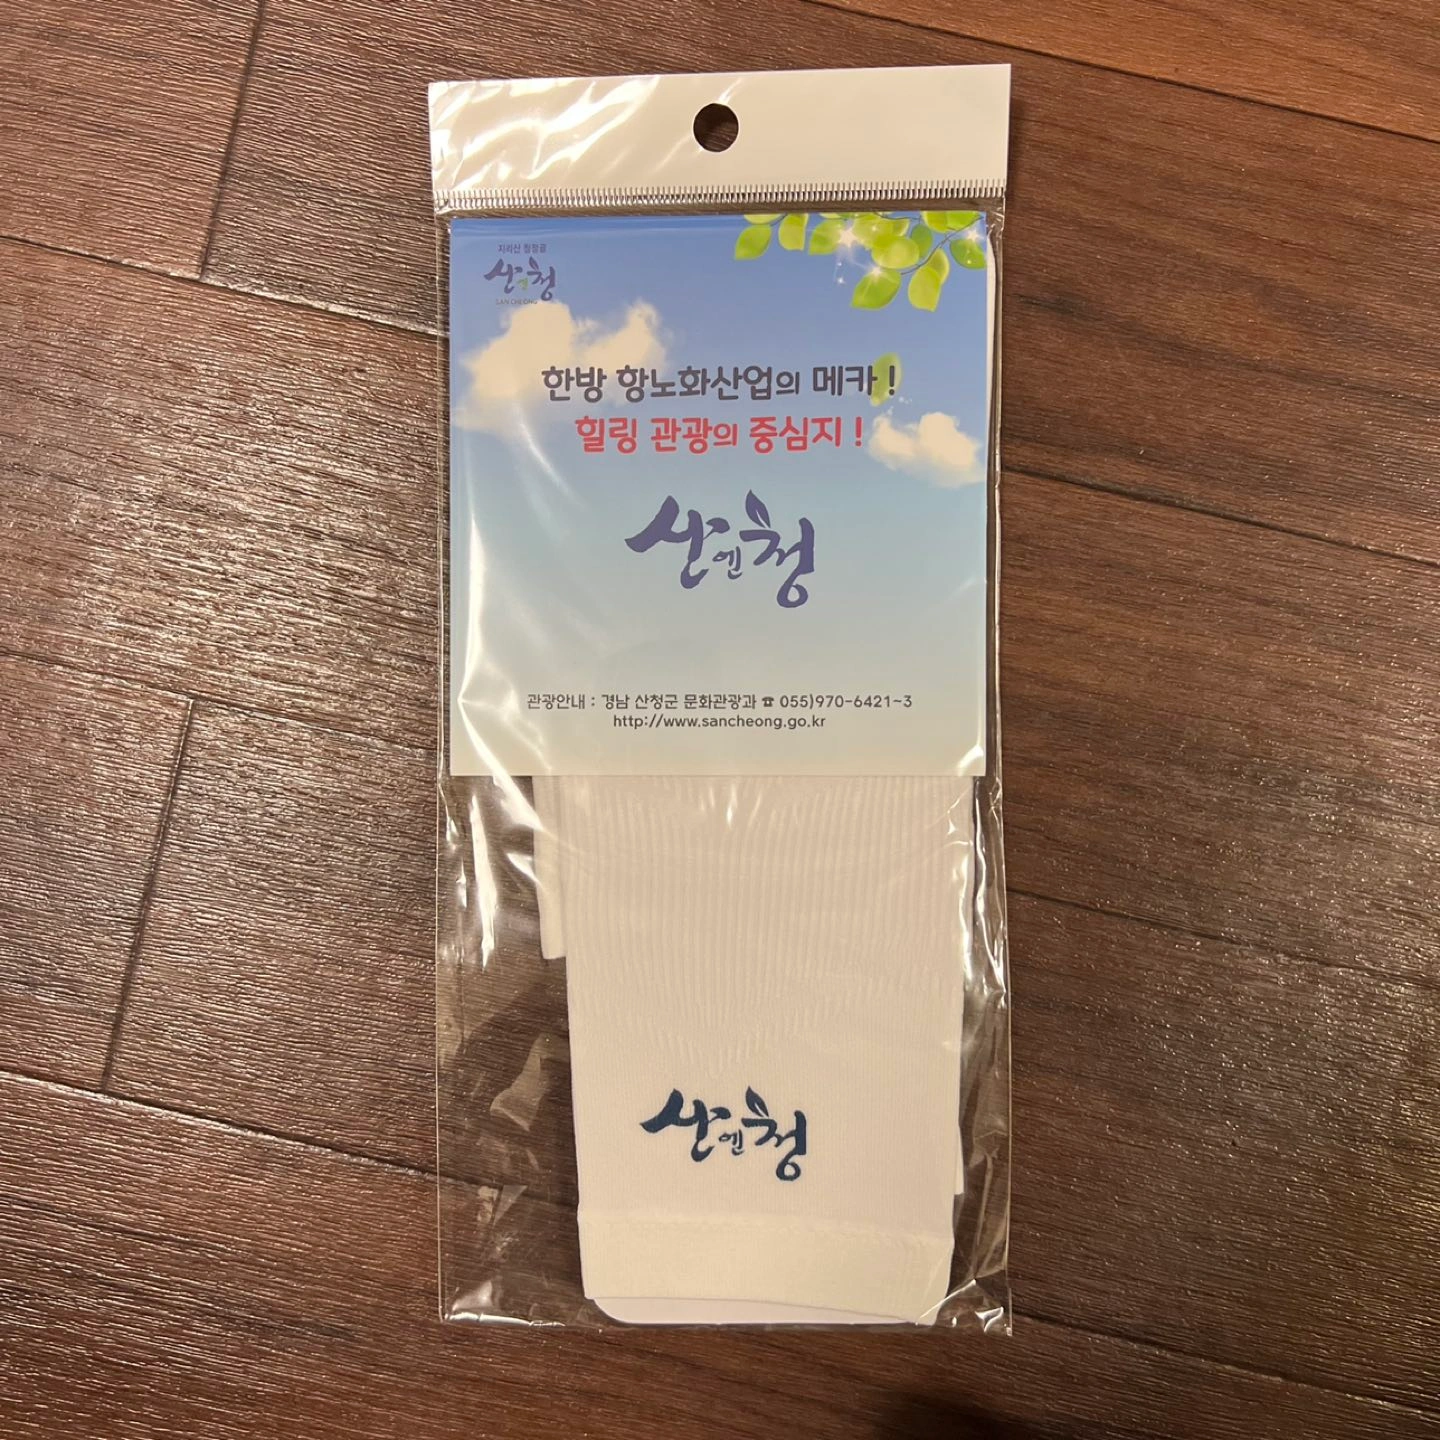 지리산 청정골
산엔청
SAN CHEONG
한방 항노화산업의 메카 !
힐링 관광의 중심지 !
산엔청
관광안내 : 경남 산청군 문화관광과 ☎ 055)970-6421~3
http://www.sancheong.go.kr
산엔청